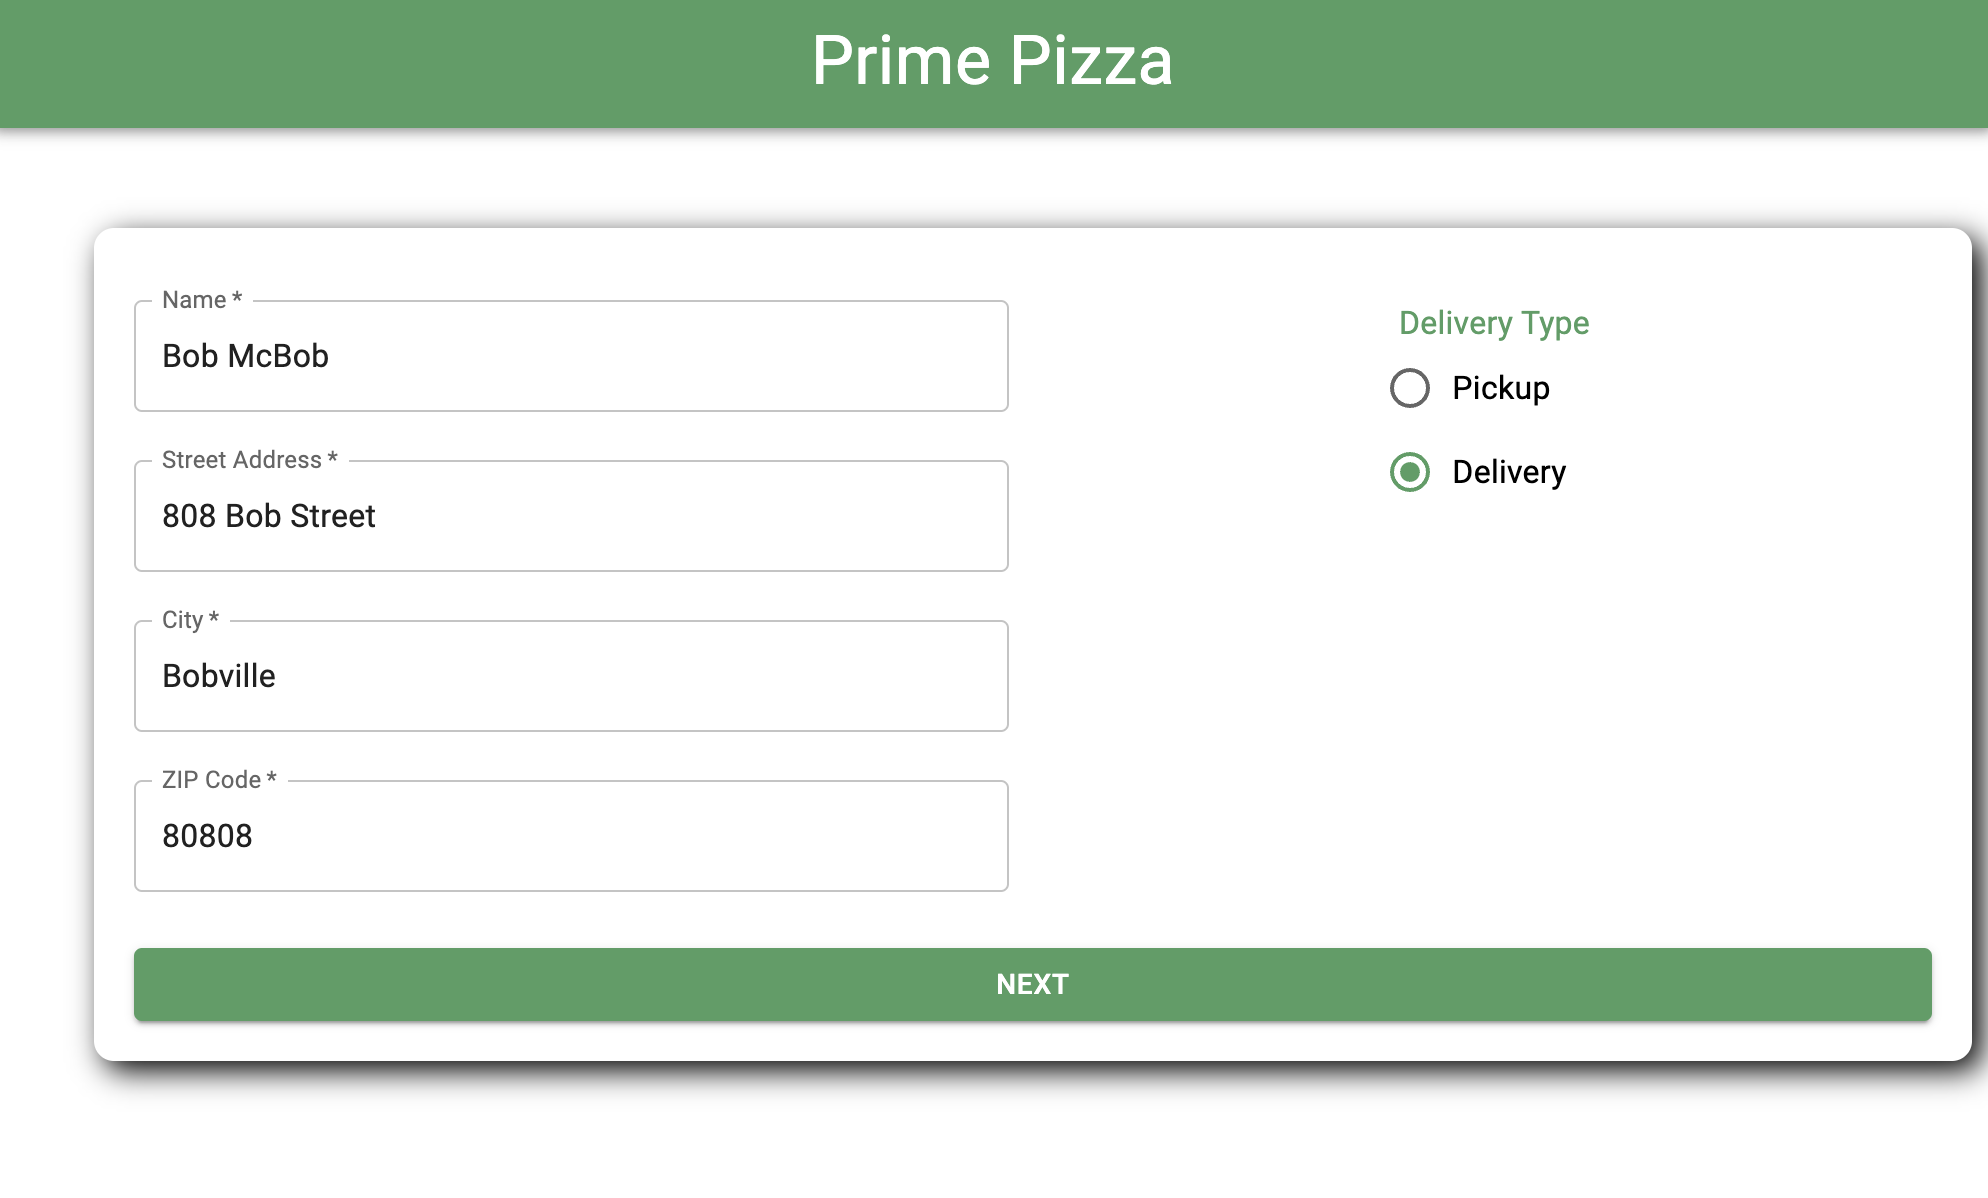 Prime Pizza
Name *
Bob McBob
Street Address *
808 Bob Street
City *
Bobville
ZIP Code *
80808
Delivery Type
Pickup
Delivery
NEXT